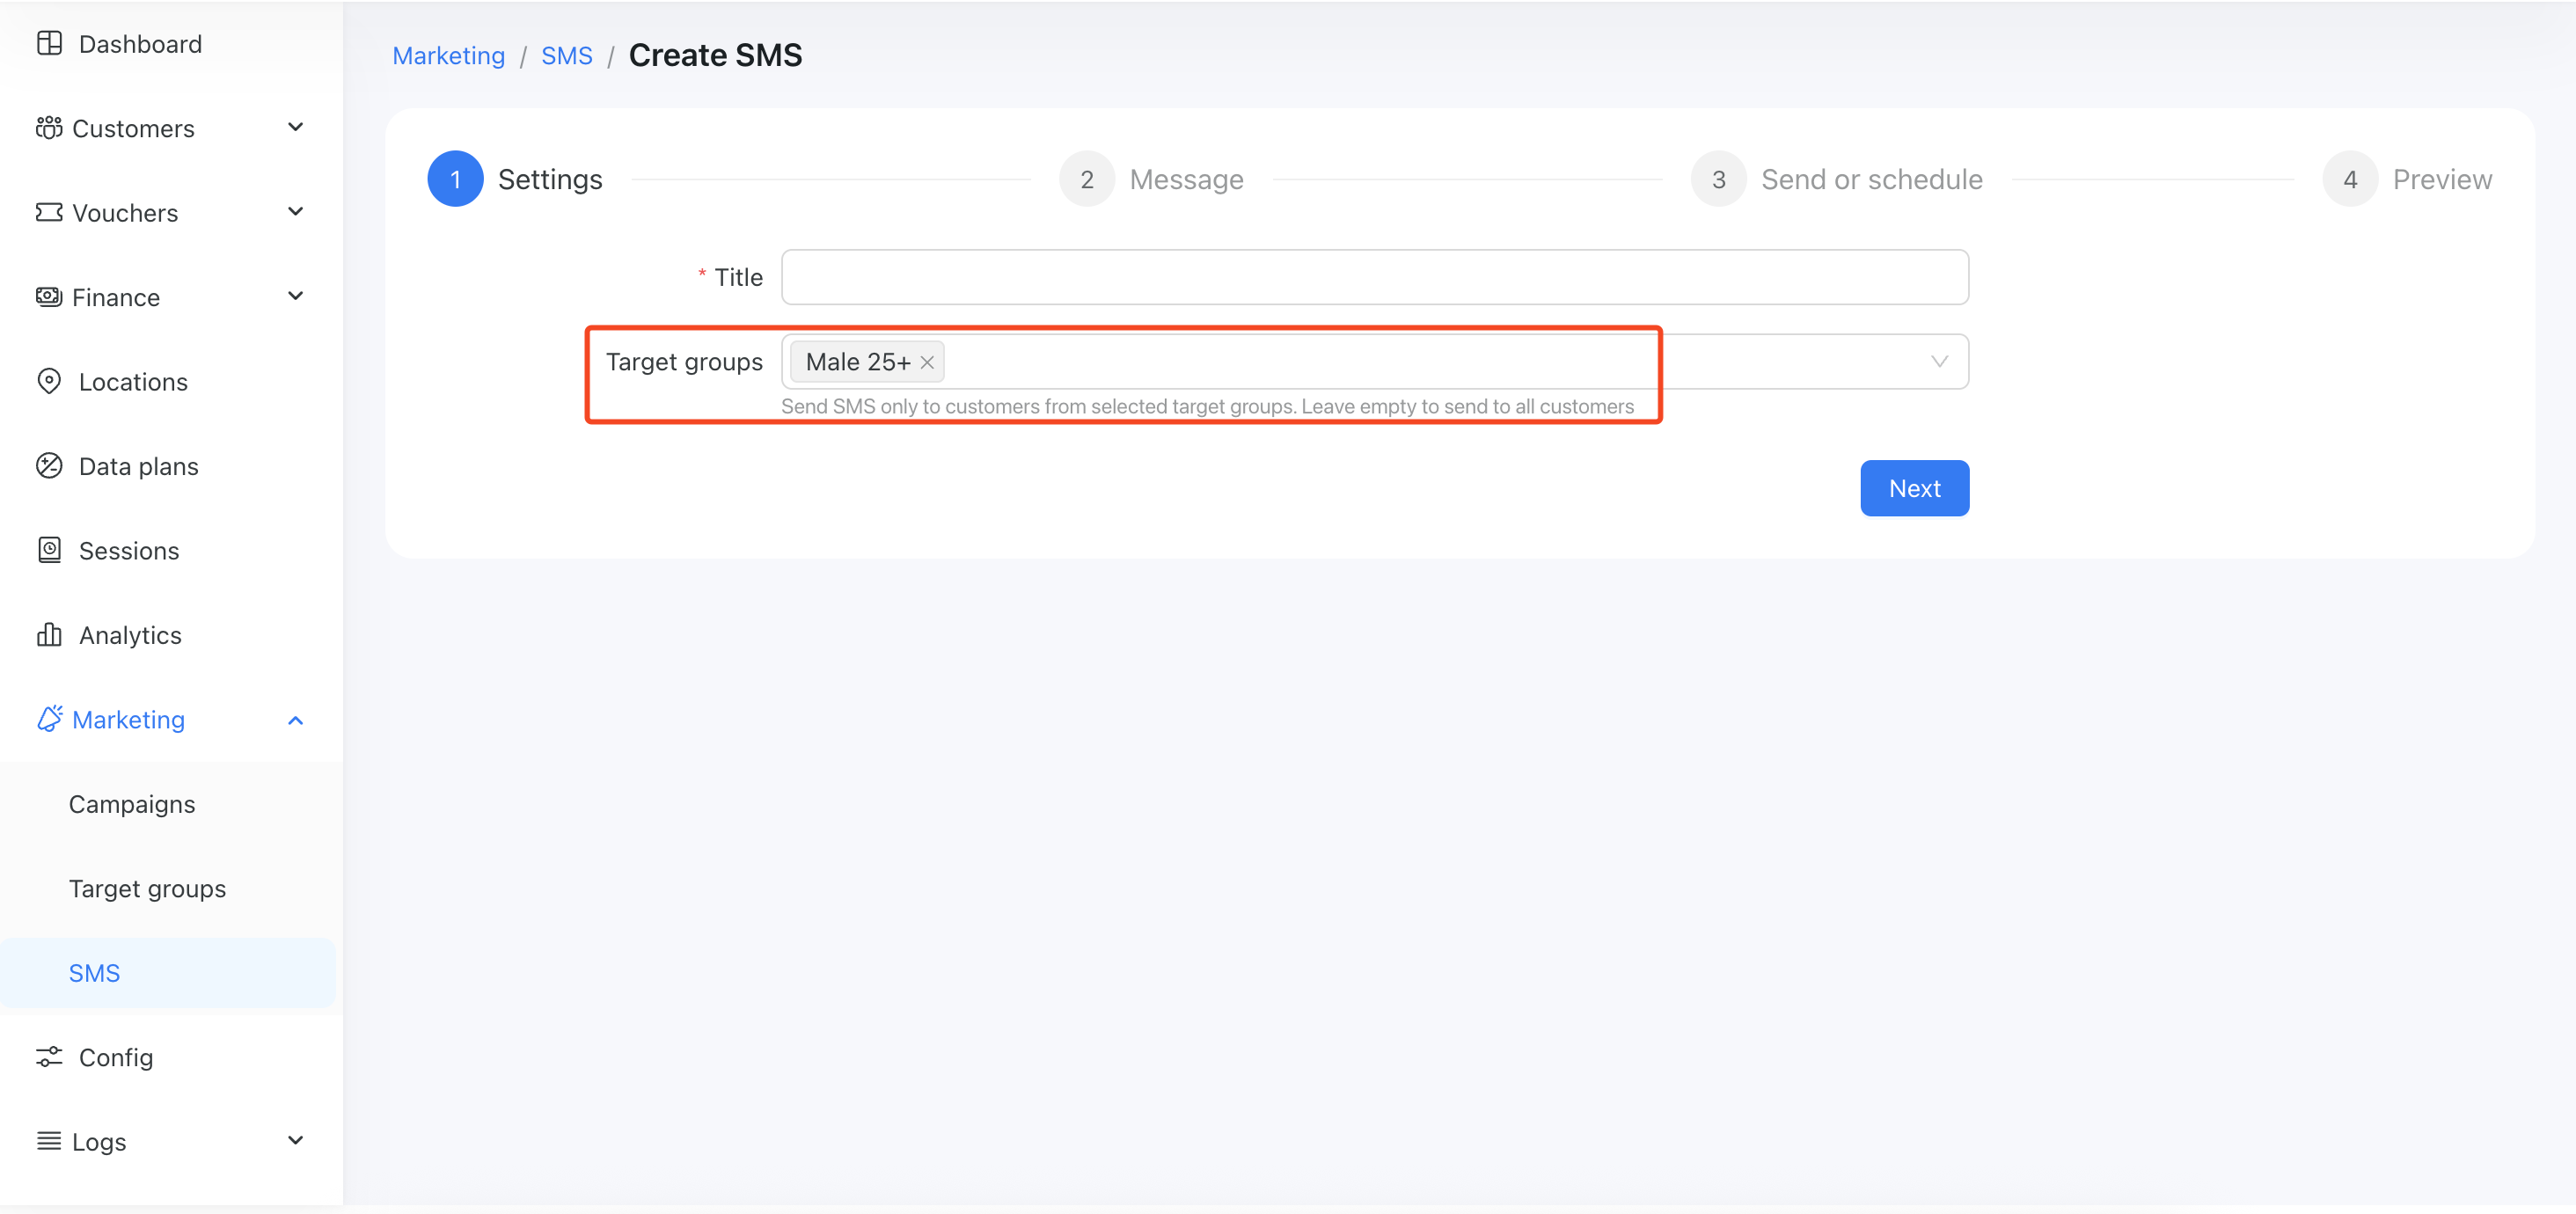 Dashboard
Customers
Vouchers
Finance
Locations
Data plans
Sessions
Analytics
Marketing
Campaigns
Target groups
SMS
Config
Logs
Marketing / SMS / Create SMS
1 Settings 2 Message 3 Send or schedule 4 Preview
* Title
Target groups Male 25+
Send SMS only to customers from selected target groups. Leave empty to send to all customers
Next